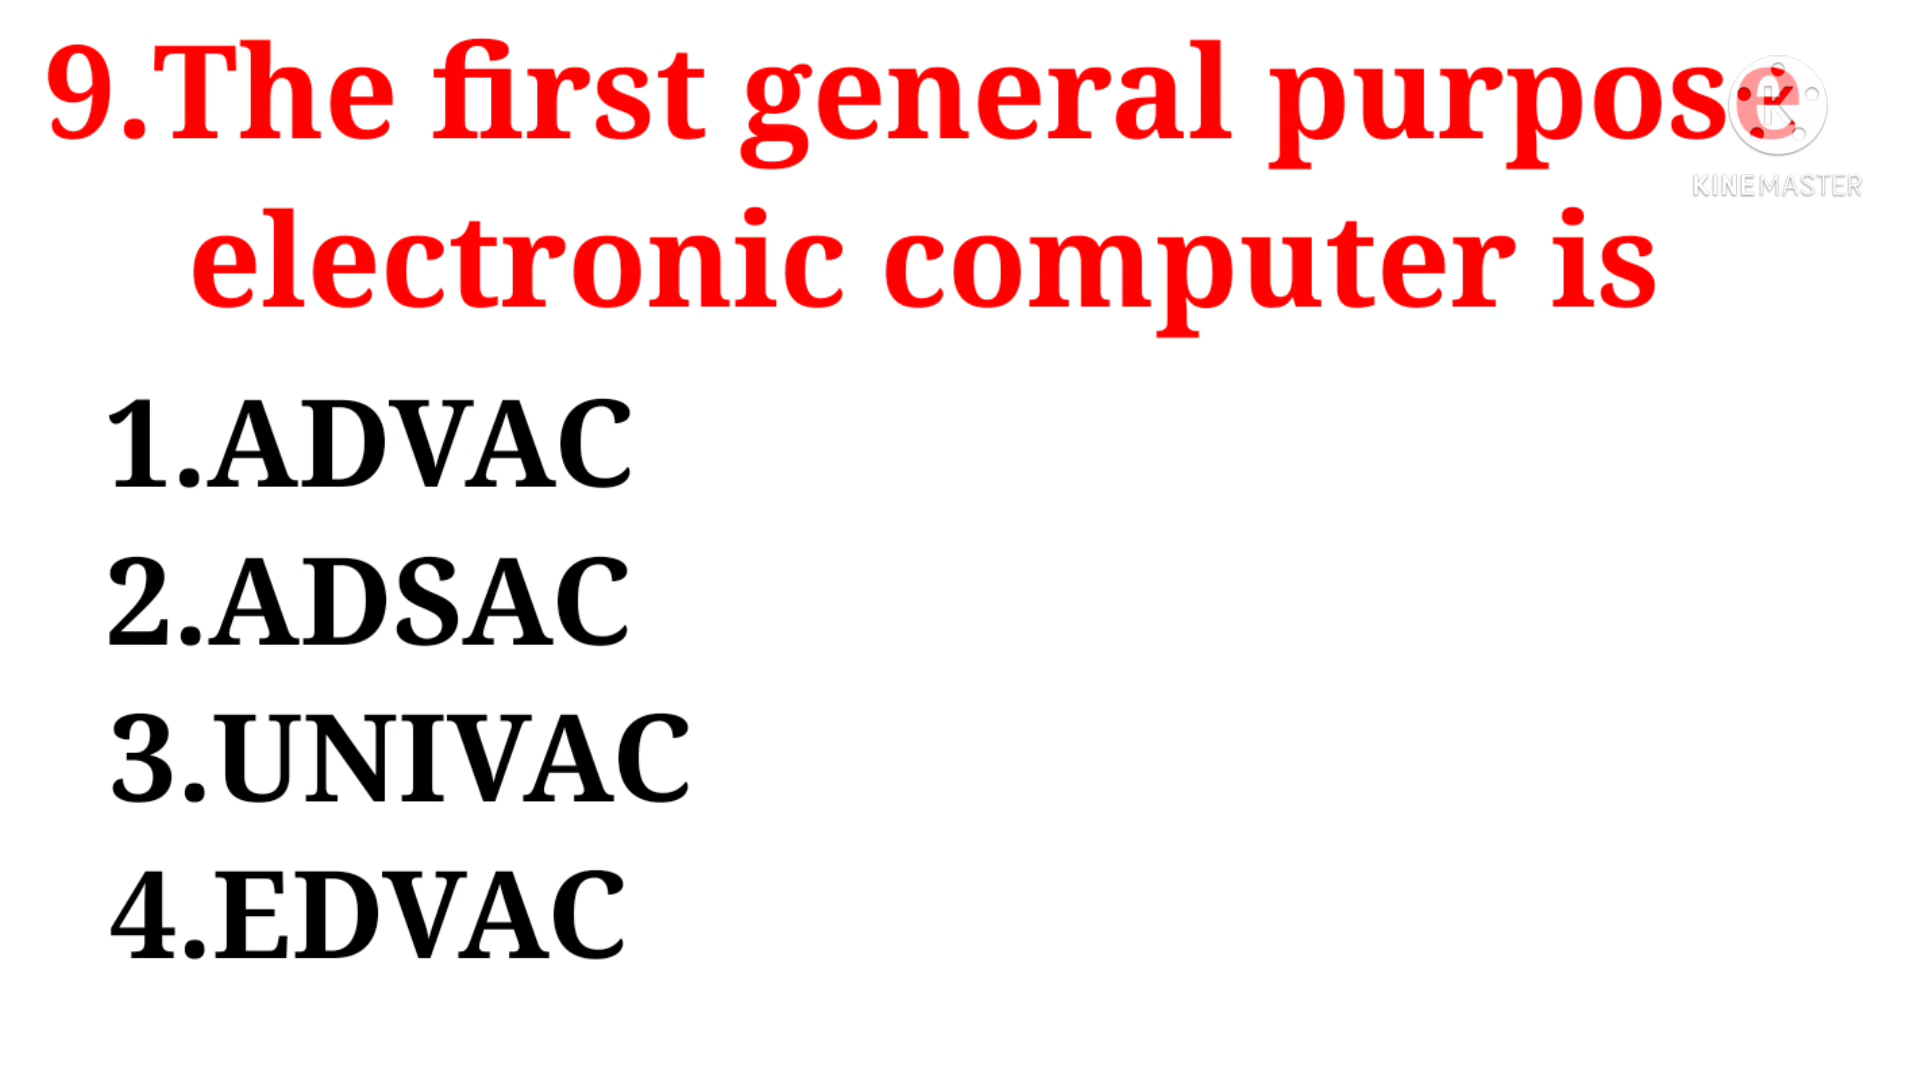 9.The first general purpose
KINEMASTER
electronic computer is
1.ADVAC
2.ADSAC
3.UNIVAC
4.EDVAC